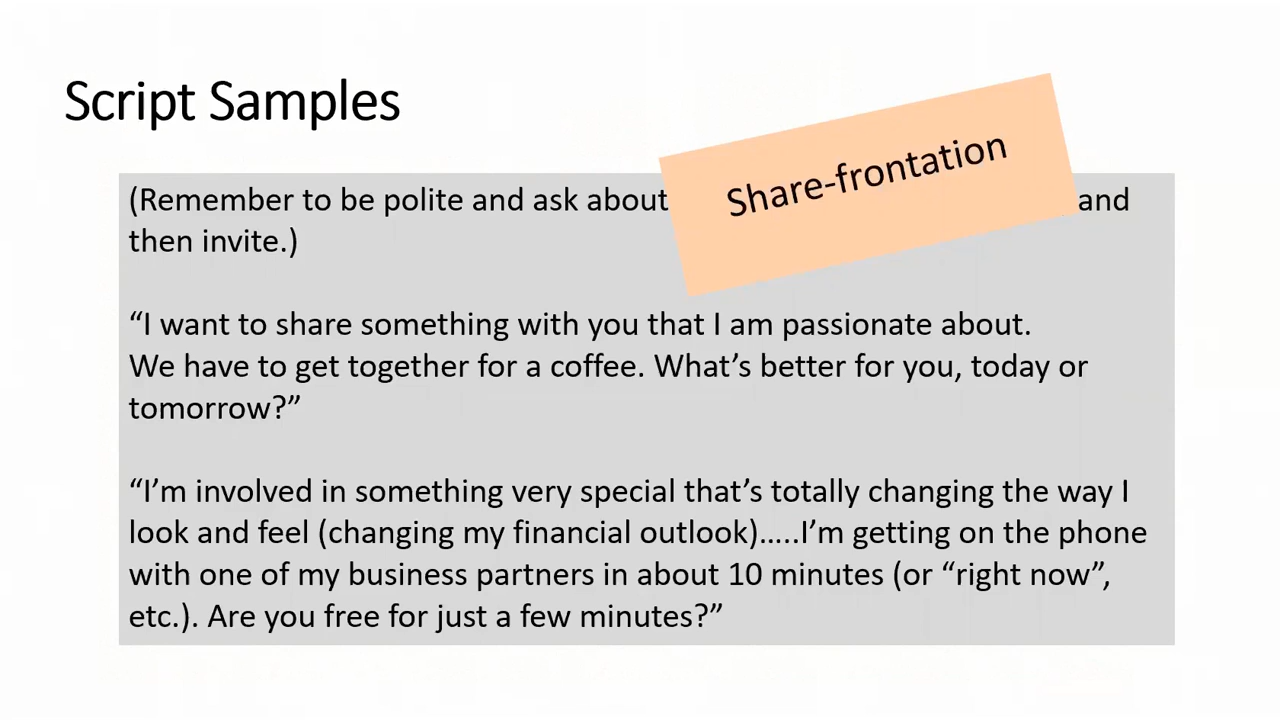 Script Samples
Share-frontation
(Remember to be polite and ask about and
then invite.)
“I want to share something with you that I am passionate about.
We have to get together for a coffee. What’s better for you, today or
tomorrow?”
“I’m involved in something very special that’s totally changing the way I
look and feel (changing my financial outlook)…..I’m getting on the phone
with one of my business partners in about 10 minutes (or “right now”,
etc.). Are you free for just a few minutes?”